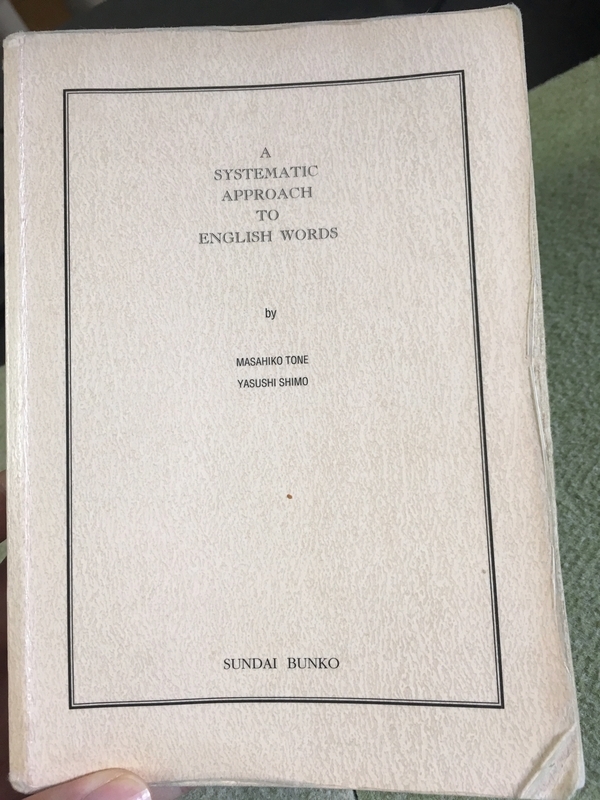 A
SYSTEMATIC
APPROACH
TO
ENGLISH WORDS
by
MASAHIKO TONE
YASUSHI SHIMO
SUNDAI BUNKO